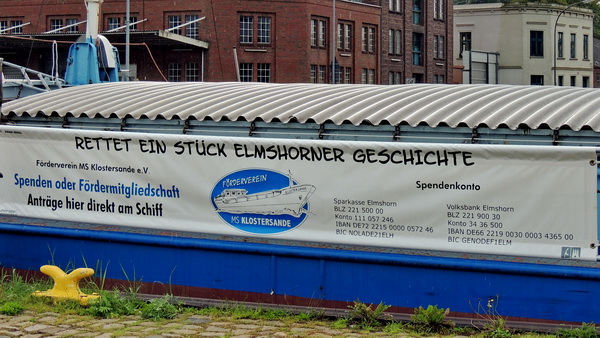 RETTET EIN STÜCK ELMSHORNER GESCHICHTE
Förderverein MS Klostersande e.V
Spenden oder Fördermitgliedschaft
Anträge hier direkt am Schiff
FÖRDERVEREIN
MS KLOSTERSANDE
Spendenkonto
Sparkasse Elmshorn
BLZ 221 500 00
Konto 111 057 246
IBAN DE72 2215 0000 0572 46
BIC NOLADE21ELH
Volksbank Elmshorn
BLZ 221 900 30
Konto 34 36 500
IBAN DE66 2219 0030 0003 4365 00
BIC GENODEF1ELM